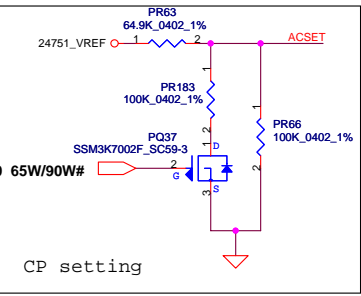 PR63
64.9K_0402_1%
24751_VREF 1 2 ACSET
1
PR183
100K_0402_1%
2
1
PR66
100K_0402_1%
2
PQ37
SSM3K7002F_SC59-3
1 D
65W/90W# 2
G
S
3
CP setting